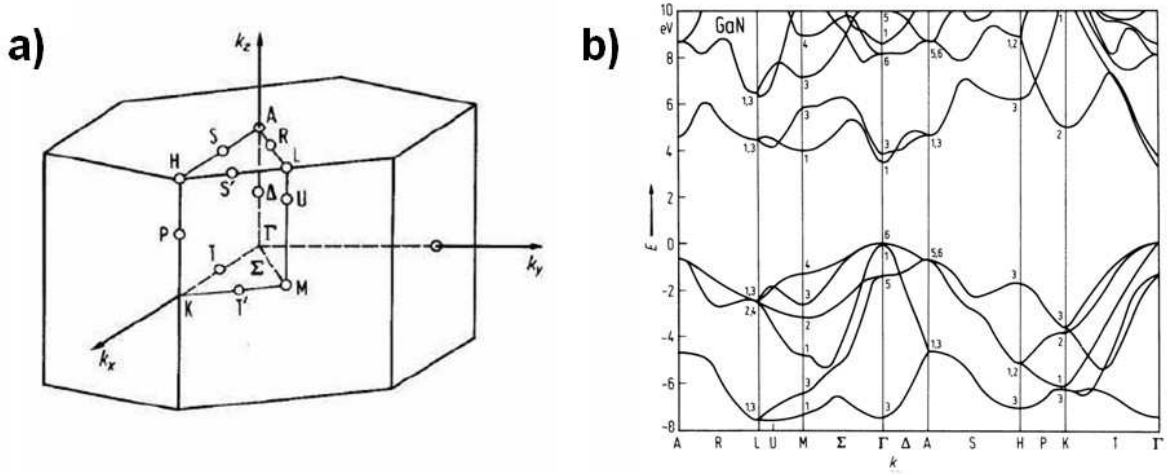 a)
k_z
A
S
R
H
L
S'
Δ
U
P
Γ
T
Σ
k_y
K
T'
M
k_x
b)
10
eV
8
6
4
2
0
-2
-4
-6
-8
E
GaN
5
1
1
4
3
6
5,6
1,2
1,3
3
3
3
2
1,3
4
3
1
1,3
6
1
5,6
4
3
5
3
1,3
2,4
2
3
2
1
1,3
1,2
3
1
1,3
1
3
3
3
A R L U M Σ Γ Δ A S H P K T Γ
k